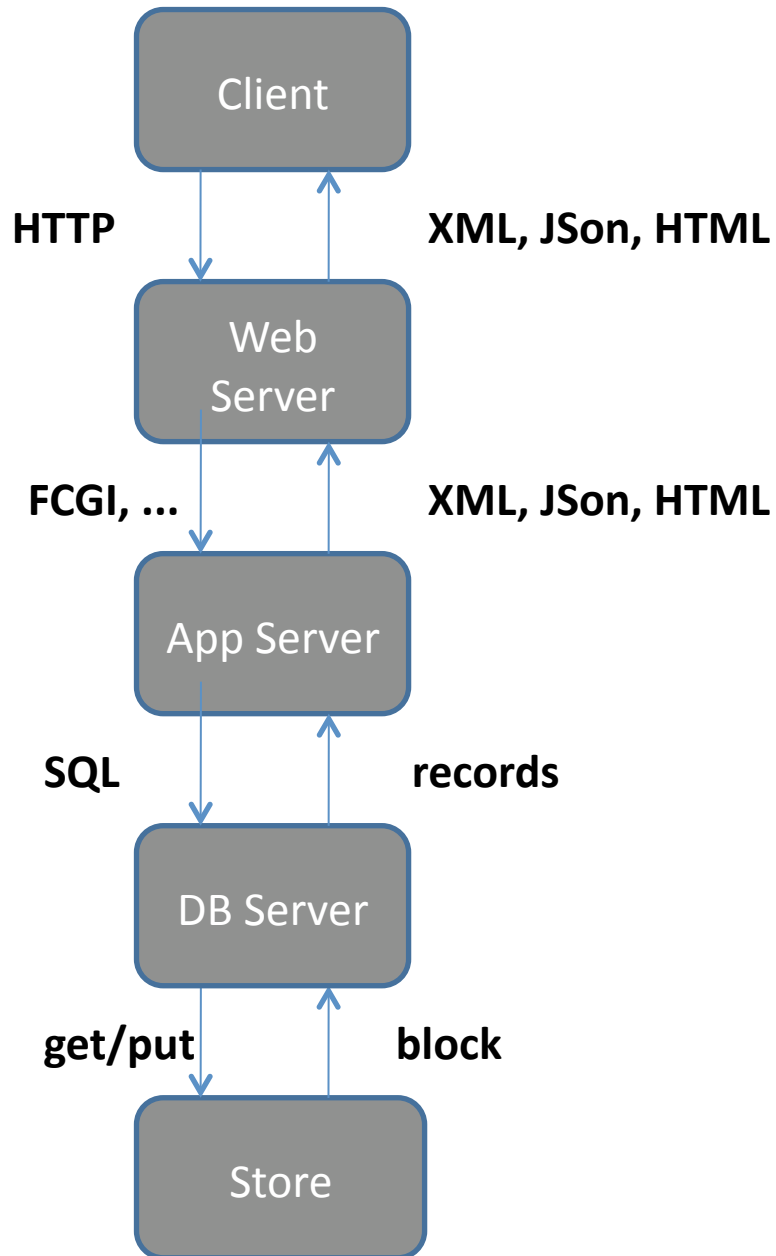 Client
HTTP
XML, JSon, HTML
Web
Server
FCGI, ...
XML, JSon, HTML
App Server
SQL
records
DB Server
get/put
block
Store